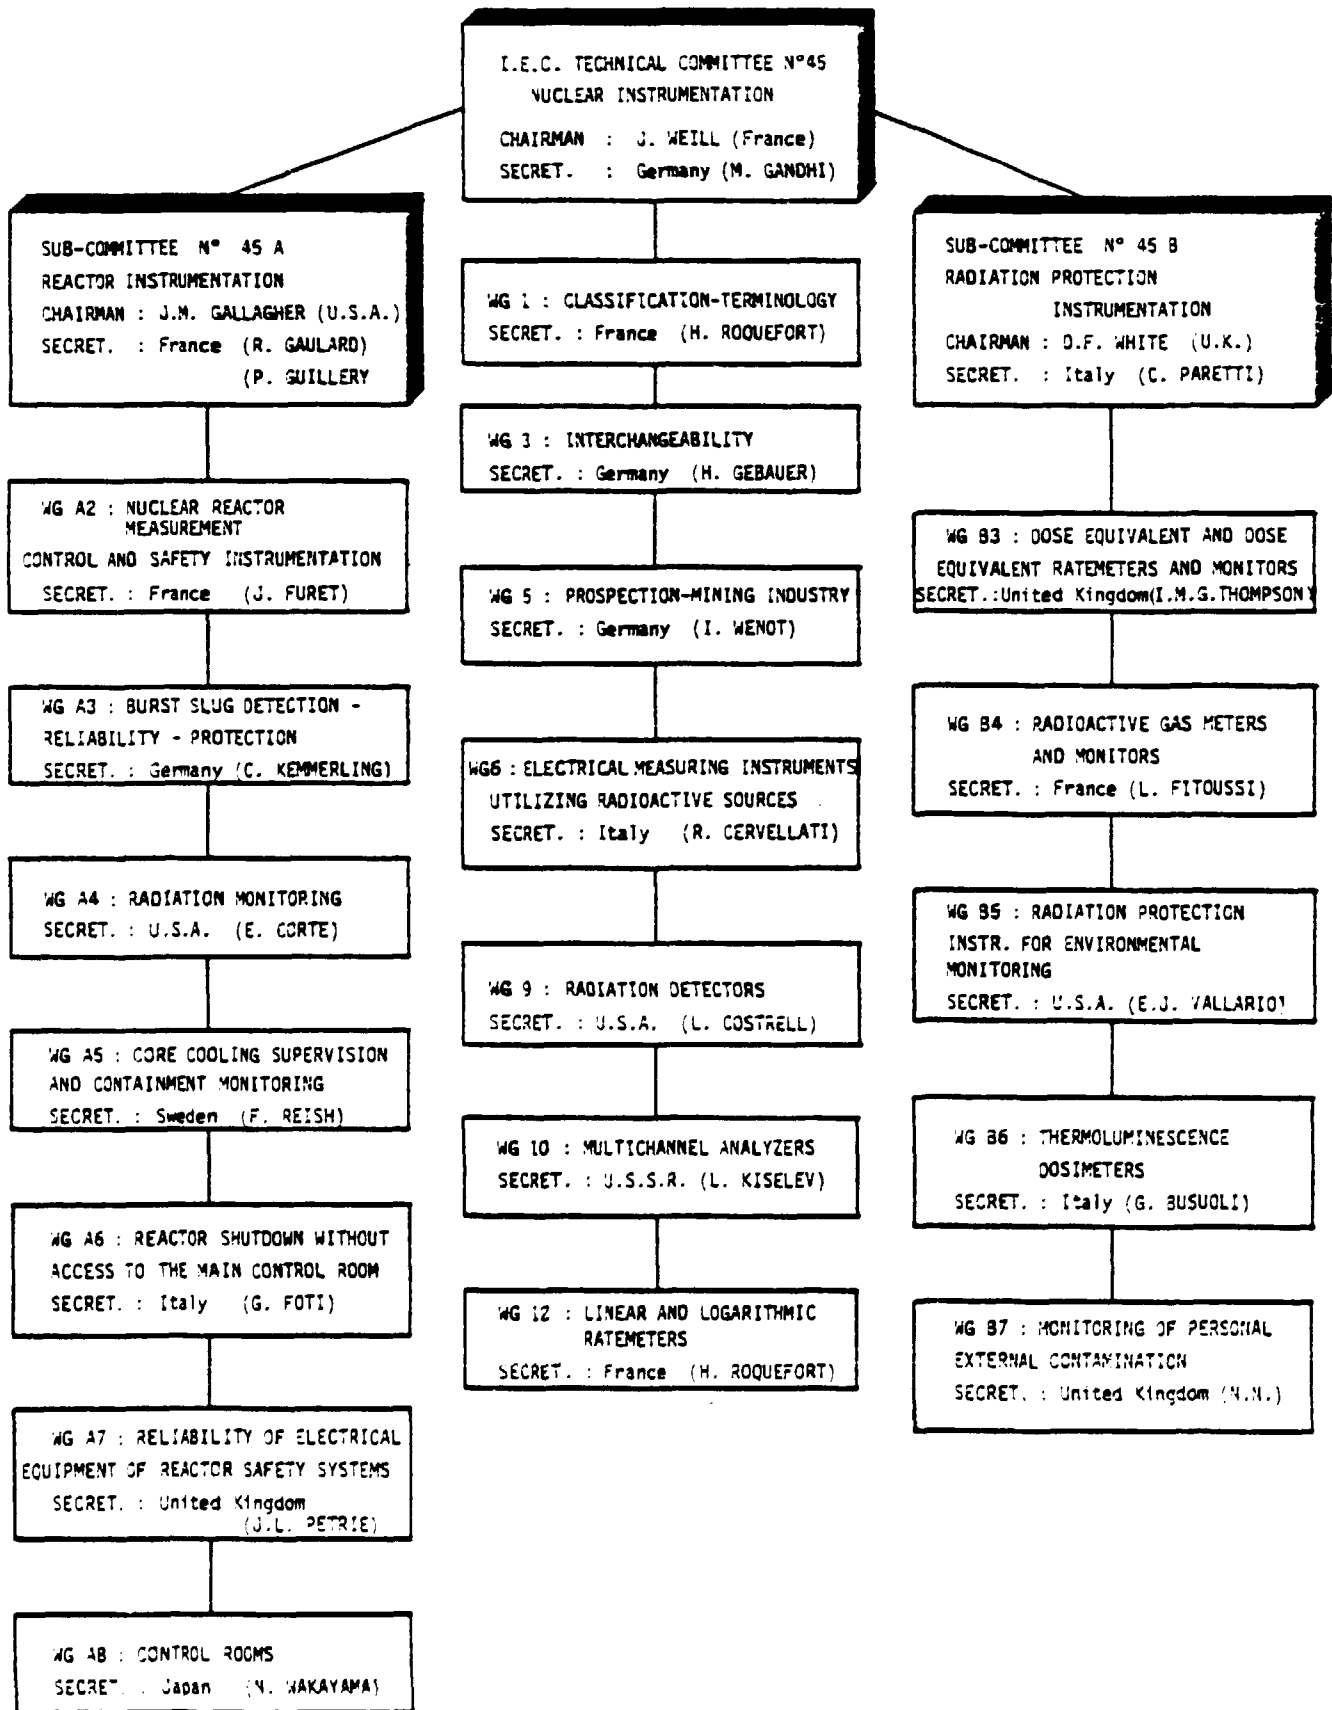 I.E.C. TECHNICAL COMMITTEE N°45
NUCLEAR INSTRUMENTATION
CHAIRMAN : J. WEILL (France)
SECRET. : Germany (M. GANDHI)
SUB-COMMITTEE N° 45 A
REACTOR INSTRUMENTATION
CHAIRMAN : J.M. GALLAGHER (U.S.A.)
SECRET. : France (R. GAULARD)
(P. GUILLERY
WG A2 : NUCLEAR REACTOR
MEASUREMENT
CONTROL AND SAFETY INSTRUMENTATION
SECRET. : France (J. FURET)
WG A3 : BURST SLUG DETECTION -
RELIABILITY - PROTECTION
SECRET. : Germany (C. KEMMERLING)
WG A4 : RADIATION MONITORING
SECRET. : U.S.A. (E. CORTE)
WG A5 : CORE COOLING SUPERVISION
AND CONTAINMENT MONITORING
SECRET. : Sweden (F. REISH)
WG A6 : REACTOR SHUTDOWN WITHOUT
ACCESS TO THE MAIN CONTROL ROOM
SECRET. : Italy (G. FOTI)
WG A7 : RELIABILITY OF ELECTRICAL
EQUIPMENT OF REACTOR SAFETY SYSTEMS
SECRET. : United Kingdom
(J.L. PETRIE)
WG A8 : CONTROL ROOMS
SECRET. : Japan (N. WAKAYAMA)
WG 1 : CLASSIFICATION-TERMINOLOGY
SECRET. : France (H. ROQUEFORT)
WG 3 : INTERCHANGEABILITY
SECRET. : Germany (H. GEBAUER)
WG 5 : PROSPECTION-MINING INDUSTRY
SECRET. : Germany (I. WENOT)
WG6 : ELECTRICAL MEASURING INSTRUMENTS
UTILIZING RADIOACTIVE SOURCES
SECRET. : Italy (R. CERVELLATI)
WG 9 : RADIATION DETECTORS
SECRET. : U.S.A. (L. COSTRELL)
WG 10 : MULTICHANNEL ANALYZERS
SECRET. : U.S.S.R. (L. KISELEV)
WG 12 : LINEAR AND LOGARITHMIC
RATEMETERS
SECRET. : France (H. ROQUEFORT)
SUB-COMMITTEE N° 45 B
RADIATION PROTECTION
INSTRUMENTATION
CHAIRMAN : D.F. WHITE (U.K.)
SECRET. : Italy (C. PARETTI)
WG B3 : DOSE EQUIVALENT AND DOSE
EQUIVALENT RATEMETERS AND MONITORS
SECRET.:United Kingdom(I.M.G.THOMPSON)
WG B4 : RADIOACTIVE GAS METERS
AND MONITORS
SECRET. : France (L. FITOUSSI)
WG B5 : RADIATION PROTECTION
INSTR. FOR ENVIRONMENTAL
MONITORING
SECRET. : U.S.A. (E.J. VALLARIO)
WG B6 : THERMOLUMINESCENCE
DOSIMETERS
SECRET. : Italy (G. BUSUOLI)
WG B7 : MONITORING OF PERSONAL
EXTERNAL CONTAMINATION
SECRET. : United Kingdom (N.N.)